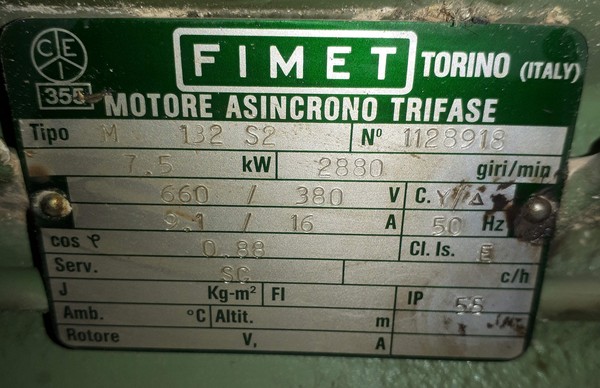 CEI
355
FIMET TORINO (ITALY)
MOTORE ASINCRONO TRIFASE
Tipo M 132 S2 Nº 1128918
7.5 kW 2880 giri/min
660 / 380 V C. Y/Δ
9.1 / 16 A 50 Hz
cos φ 0.88 Cl. Is. E
Serv. SC c/h
J Kg-m² FI IP 55
Amb. °C Altit. m
Rotore V, A